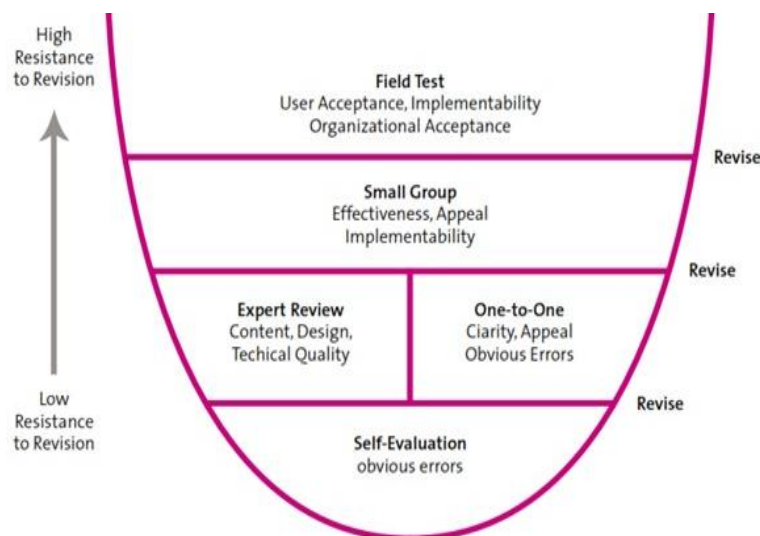 High
Resistance
to Revision
Field Test
User Acceptance, Implementability
Organizational Acceptance
Revise
Small Group
Effectiveness, Appeal
Implementability
Revise
Expert Review
Content, Design,
Techical Quality
One-to-One
Ciarity, Appeal
Obvious Errors
Low
Resistance
to Revision
Revise
Self-Evaluation
obvious errors